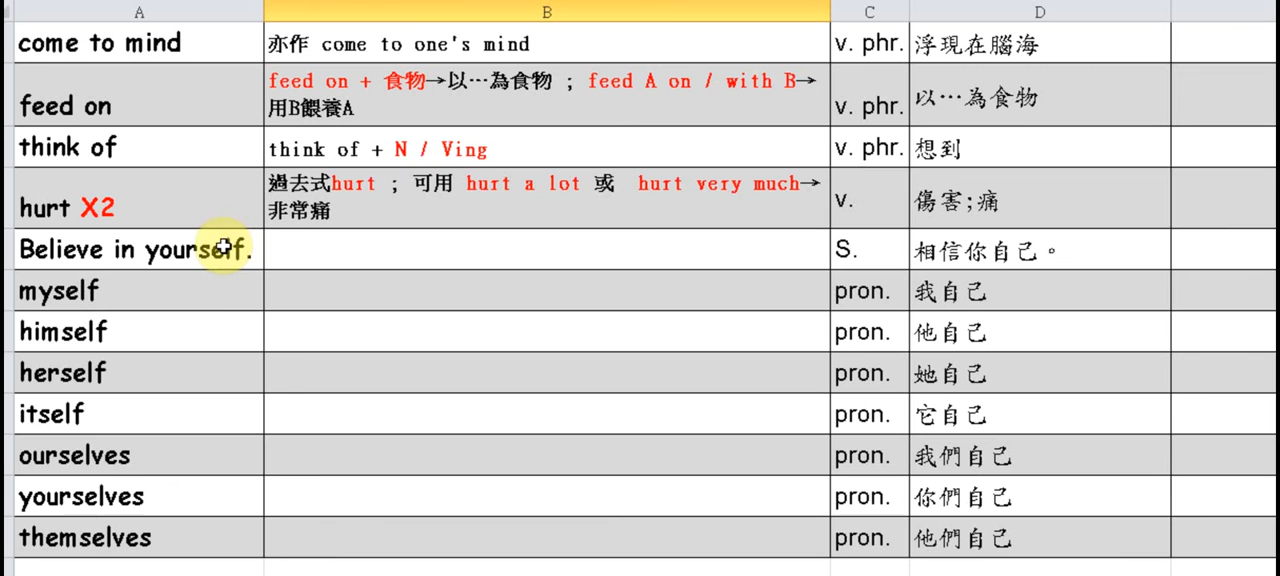 A B C D
come to mind 亦作 come to one's mind v. phr. 浮現在腦海
feed on + 食物→以…為食物 ; feed A on / with B→
feed on 用B餵養A v. phr. 以…為食物
think of think of + N / Ving v. phr. 想到
過去式hurt ; 可用 hurt a lot 或 hurt very much→
hurt X2 非常痛 v. 傷害;痛
Believe in yourself. S. 相信你自己。
myself pron. 我自己
himself pron. 他自己
herself pron. 她自己
itself pron. 它自己
ourselves pron. 我們自己
yourselves pron. 你們自己
themselves pron. 他們自己